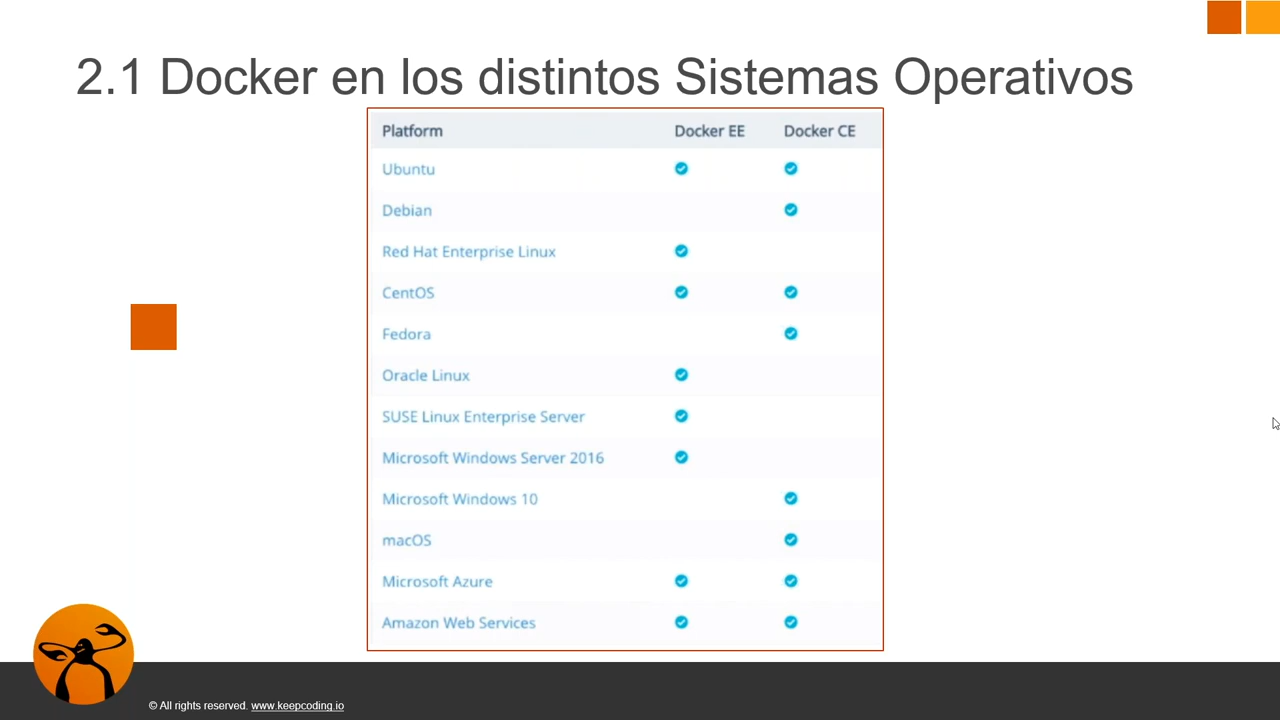 2.1 Docker en los distintos Sistemas Operativos
Platform Docker EE Docker CE
Ubuntu
Debian
Red Hat Enterprise Linux
CentOS
Fedora
Oracle Linux
SUSE Linux Enterprise Server
Microsoft Windows Server 2016
Microsoft Windows 10
macOS
Microsoft Azure
Amazon Web Services
© All rights reserved. www.keepcoding.io